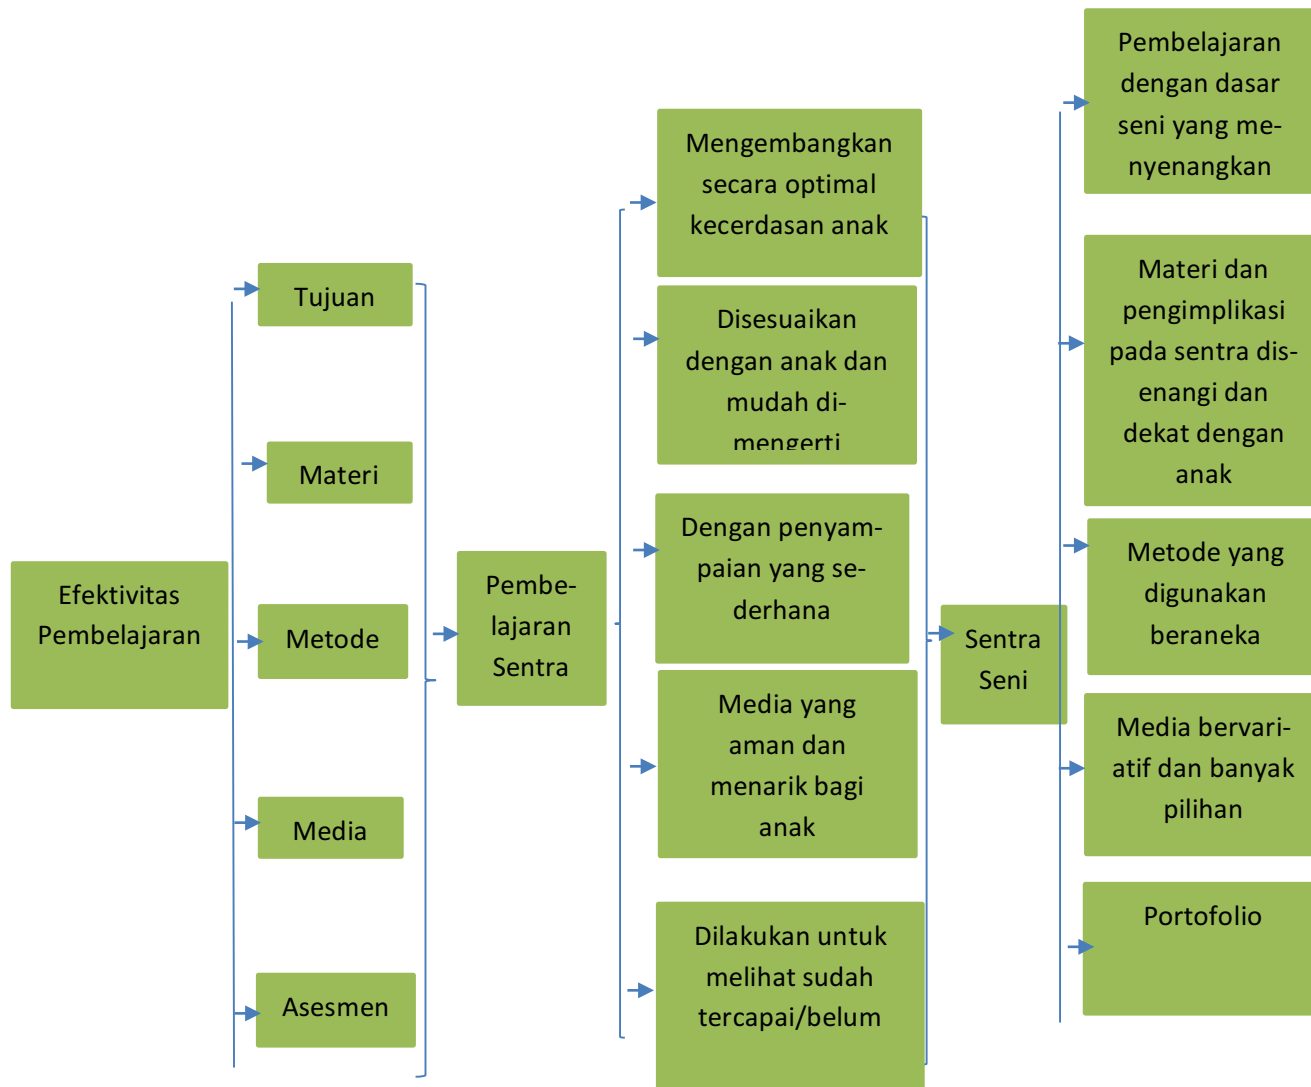 Efektivitas
Pembelajaran
Tujuan
Materi
Metode
Media
Asesmen
Pembe-
lajaran
Sentra
Mengembangkan
secara optimal
kecerdasan anak
Disesuaikan
dengan anak dan
mudah di-
mengerti
Dengan penyam-
paian yang se-
derhana
Media yang
aman dan
menarik bagi
anak
Dilakukan untuk
melihat sudah
tercapai/belum
Sentra
Seni
Pembelajaran
dengan dasar
seni yang me-
nyenangkan
Materi dan
pengimplikasi
pada sentra dis-
enangi dan
dekat dengan
anak
Metode yang
digunakan
beraneka
Media bervari-
atif dan banyak
pilihan
Portofolio